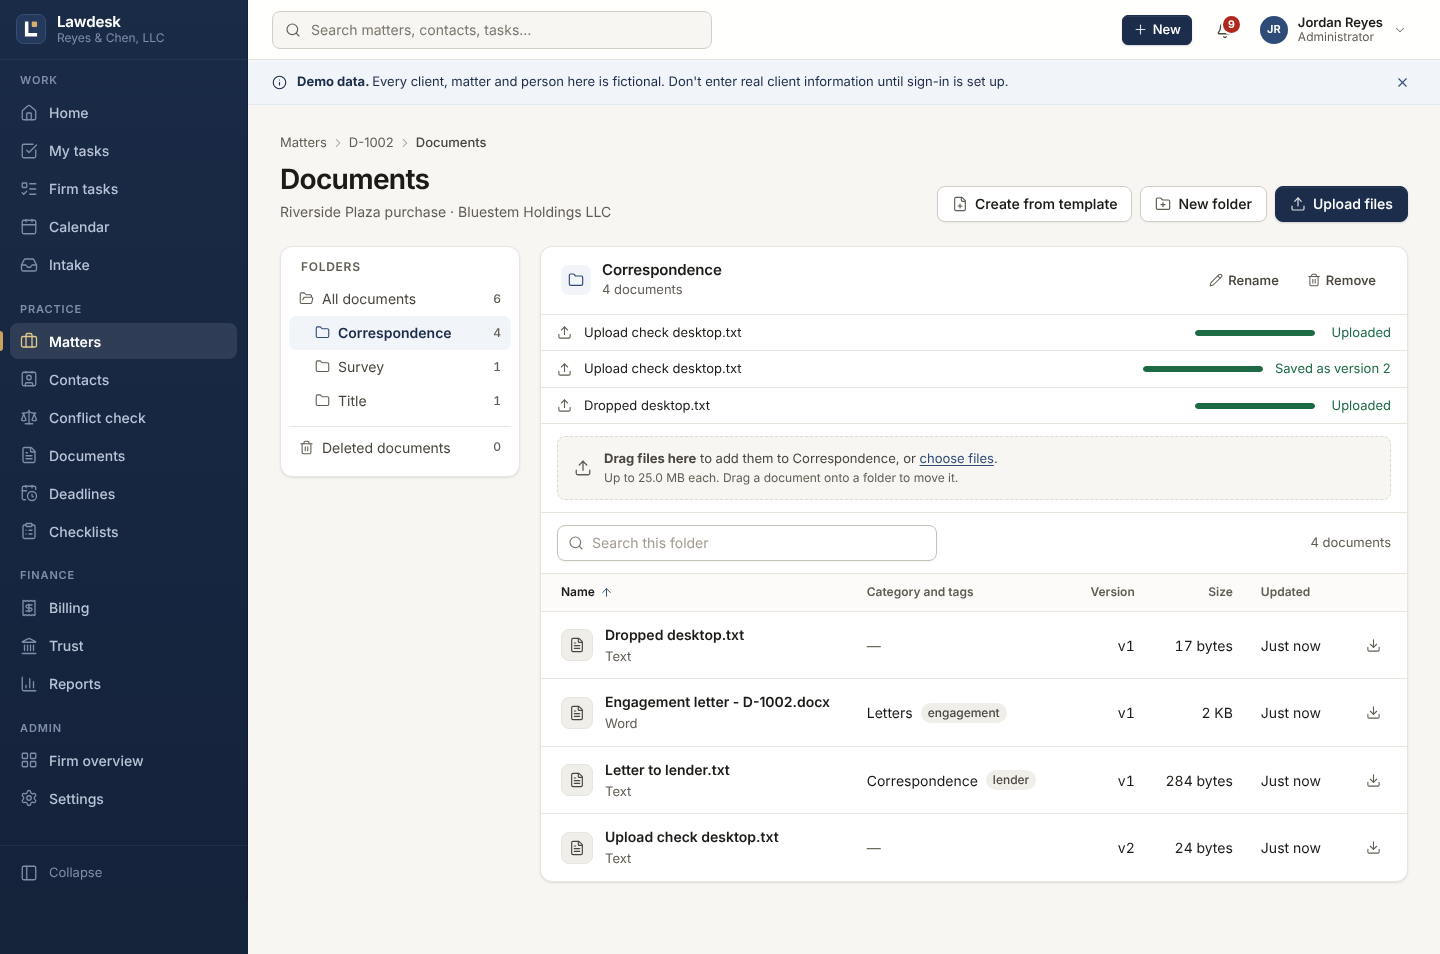 Lawdesk
Reyes & Chen, LLC
WORK
Home
My tasks
Firm tasks
Calendar
Intake
PRACTICE
Matters
Contacts
Conflict check
Documents
Deadlines
Checklists
FINANCE
Billing
Trust
Reports
ADMIN
Firm overview
Settings
Collapse
Search matters, contacts, tasks...
New
9
JR
Jordan Reyes
Administrator
Demo data. Every client, matter and person here is fictional. Don't enter real client information until sign-in is set up.
Matters > D-1002 > Documents
Documents
Riverside Plaza purchase · Bluestem Holdings LLC
Create from template
New folder
Upload files
FOLDERS
All documents 6
Correspondence 4
Survey 1
Title 1
Deleted documents 0
Correspondence
4 documents
Rename
Remove
Upload check desktop.txt Uploaded
Upload check desktop.txt Saved as version 2
Dropped desktop.txt Uploaded
Drag files here to add them to Correspondence, or choose files.
Up to 25.0 MB each. Drag a document onto a folder to move it.
Search this folder
4 documents
Name Category and tags Version Size Updated
Dropped desktop.txt
Text
— v1 17 bytes Just now
Engagement letter - D-1002.docx
Word
Letters engagement v1 2 KB Just now
Letter to lender.txt
Text
Correspondence lender v1 284 bytes Just now
Upload check desktop.txt
Text
— v2 24 bytes Just now